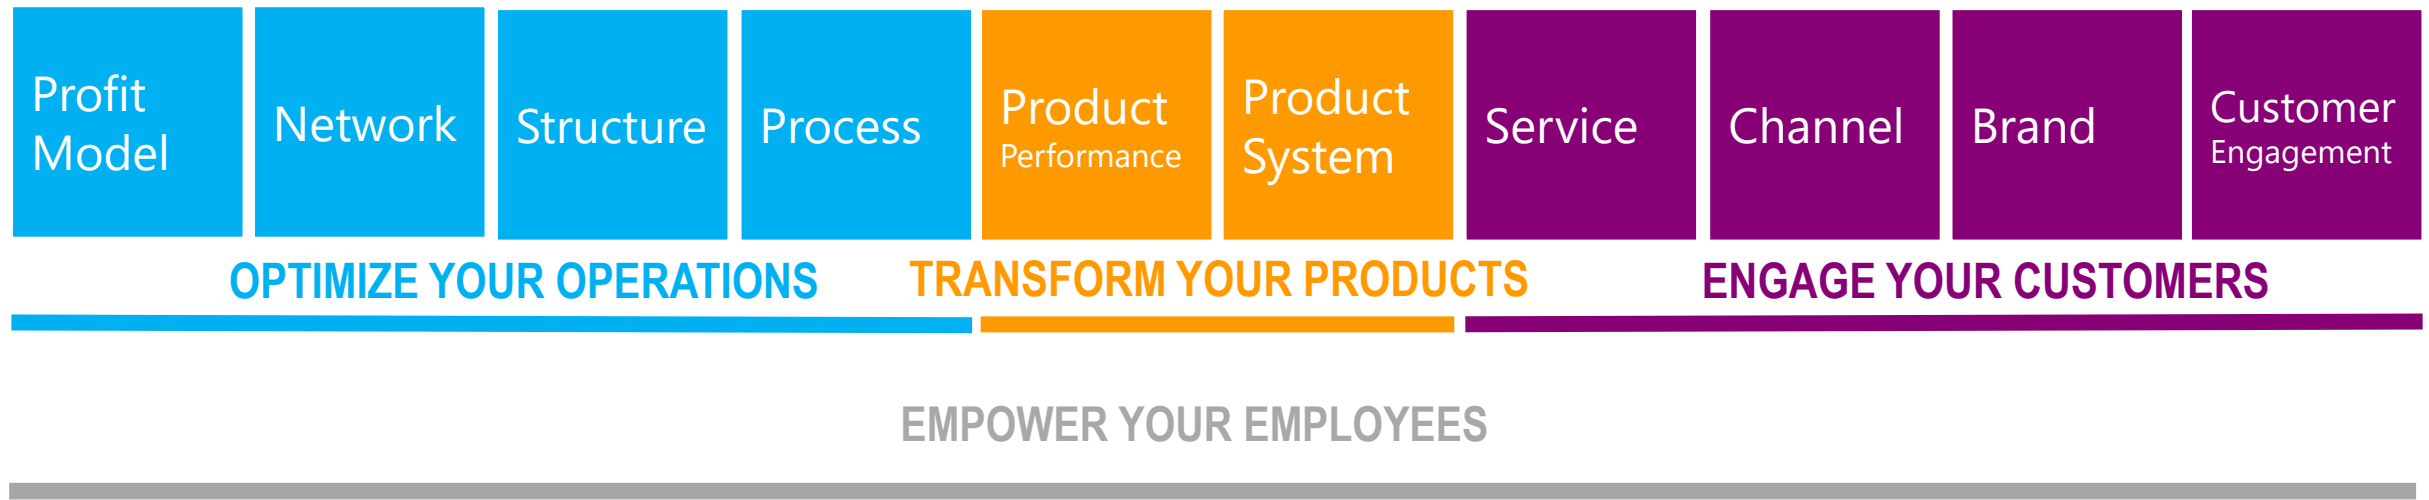 Profit
Model
Network
Structure
Process
Product
Performance
Product
System
Service
Channel
Brand
Customer
Engagement
OPTIMIZE YOUR OPERATIONS
TRANSFORM YOUR PRODUCTS
ENGAGE YOUR CUSTOMERS
EMPOWER YOUR EMPLOYEES